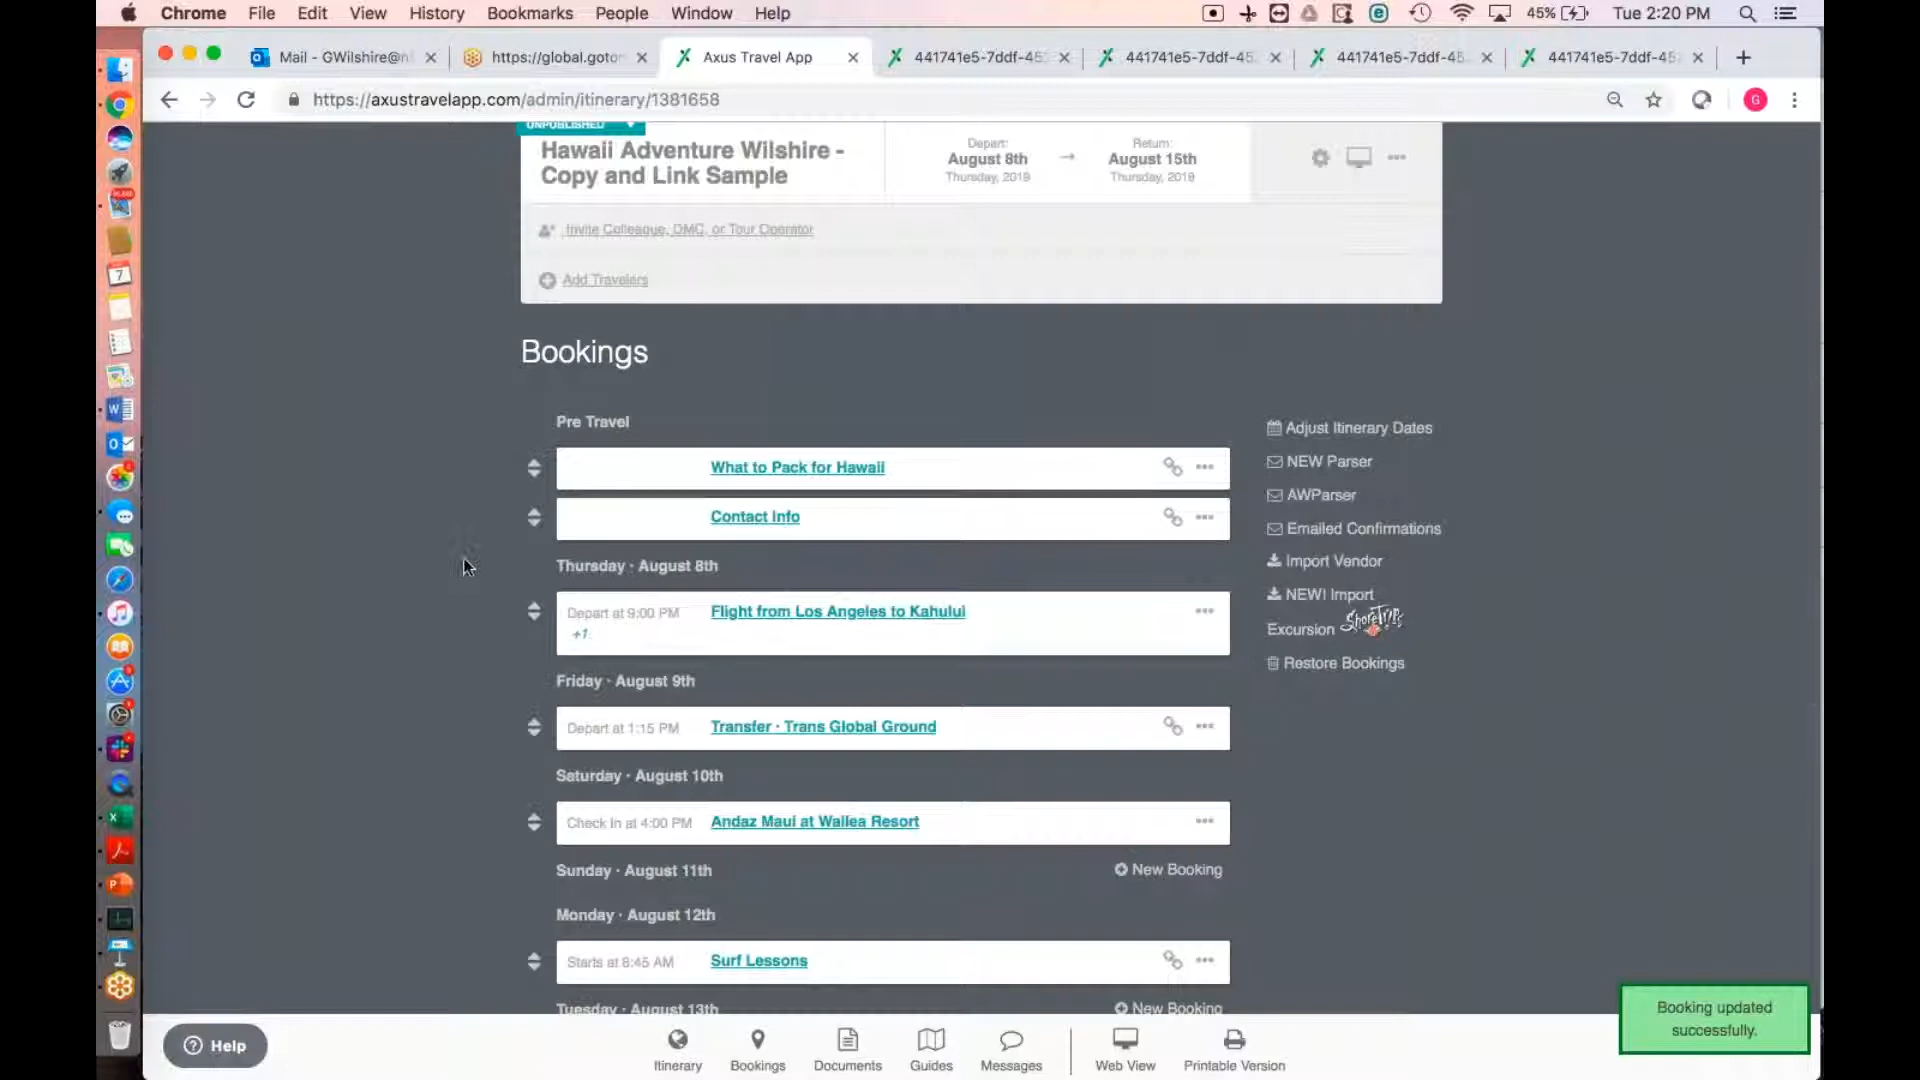 Chrome File Edit View History Bookmarks People Window Help 45% Tue 2:20 PM
Mail - GWilshire@n https://global.goto Axus Travel App 441741e5-7ddf-45 441741e5-7ddf-45 441741e5-7ddf-45 441741e5-7ddf-45
https://axustravelapp.com/admin/itinerary/1381658 G
UNPUBLISHED
Hawaii Adventure Wilshire -
Copy and Link Sample
Depart:
August 8th
Thursday, 2019
Return:
August 15th
Thursday, 2019
Invite Colleague, DMC, or Tour Operator
Add Travelers
Bookings
Pre Travel
What to Pack for Hawaii
Contact Info
Thursday · August 8th
Depart at 9:00 PM Flight from Los Angeles to Kahului
+1
Friday · August 9th
Depart at 1:15 PM Transfer · Trans Global Ground
Saturday · August 10th
Check in at 4:00 PM Andaz Maui at Wailea Resort
Sunday · August 11th New Booking
Monday · August 12th
Starts at 8:45 AM Surf Lessons
Tuesday · August 13th New Booking
Adjust Itinerary Dates
NEW Parser
AWParser
Emailed Confirmations
Import Vendor
NEW! Import
Excursion ShoreTrips
Restore Bookings
Booking updated
successfully.
Help
Itinerary Bookings Documents Guides Messages Web View Printable Version